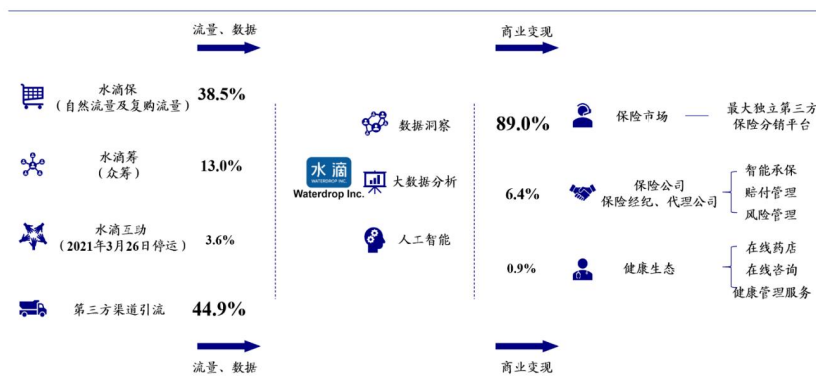 流量、数据
商业变现
水滴保
（自然流量及复购流量）
38.5%
水滴筹
（众筹）
13.0%
水滴互动
（2021年3月26日停运）
3.6%
第三方渠道引流
44.9%
水滴
WATERDROP INC.
Waterdrop Inc.
数据洞察
大数据分析
人工智能
89.0%
保险市场
最大独立第三方
保险分销平台
6.4%
保险公司
保险经纪、代理公司
智能承保
赔付管理
风险管理
0.9%
健康生态
在线药店
在线咨询
健康管理服务
流量、数据
商业变现